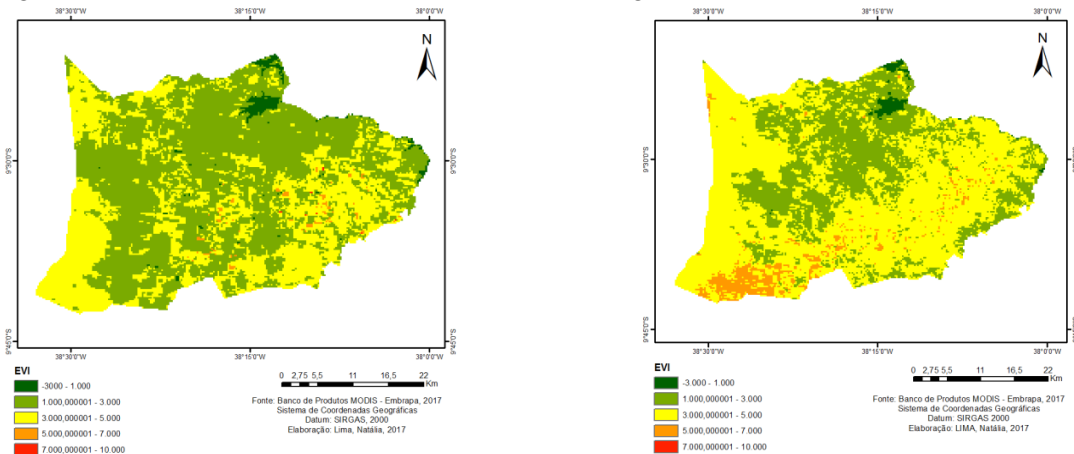 38°30'0"W 38°15'0"W 38°0'0"W
N
9°30'0"S
9°45'0"S
38°30'0"W 38°15'0"W 38°0'0"W
EVI
-3000 - 1.000
1.000,000001 - 3.000
3.000,000001 - 5.000
5.000,000001 - 7.000
7.000,000001 - 10.000
0 2,75 5,5 11 16,5 22
Km
Fonte: Banco de Produtos MODIS - Embrapa, 2017
Sistema de Coordenadas Geográficas
Datum: SIRGAS, 2000
Elaboração: Lima, Natália, 2017
38°30'0"W 38°15'0"W 38°0'0"W
N
9°30'0"S
9°45'0"S
38°30'0"W 38°15'0"W 38°0'0"W
EVI
-3.000 - 1.000
1.000,000001 - 3.000
3.000,000001 - 5.000
5.000,000001 - 7.000
7.000,000001 - 10.000
0 2,75 5,5 11 16,5 22
Km
Fonte: Banco de Produtos MODIS - Embrapa, 2017
Sistema de Coordenadas Geográficas
Datum: SIRGAS, 2000
Elaboração: LIMA, Natália, 2017